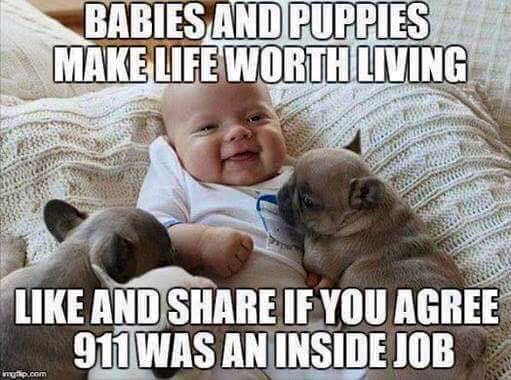 BABIES AND PUPPIES
MAKE LIFE WORTH LIVING
LIKE AND SHARE IF YOU AGREE
911 WAS AN INSIDE JOB
imgflip.com